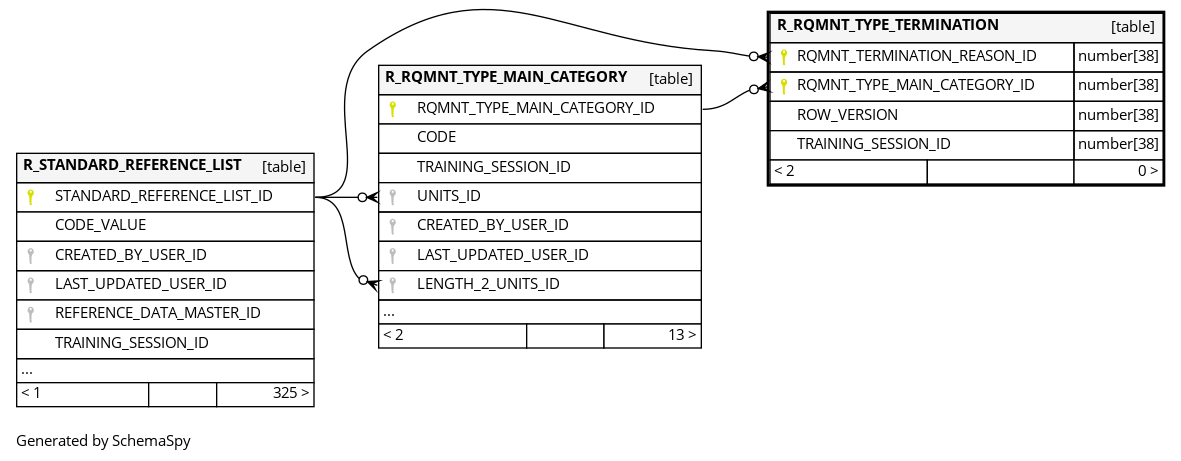 R_RQMNT_TYPE_TERMINATION [table]
RQMNT_TERMINATION_REASON_ID number[38]
RQMNT_TYPE_MAIN_CATEGORY_ID number[38]
ROW_VERSION number[38]
TRAINING_SESSION_ID number[38]
< 2 0 >
R_RQMNT_TYPE_MAIN_CATEGORY [table]
RQMNT_TYPE_MAIN_CATEGORY_ID
CODE
TRAINING_SESSION_ID
UNITS_ID
CREATED_BY_USER_ID
LAST_UPDATED_USER_ID
LENGTH_2_UNITS_ID
...
< 2 13 >
R_STANDARD_REFERENCE_LIST [table]
STANDARD_REFERENCE_LIST_ID
CODE_VALUE
CREATED_BY_USER_ID
LAST_UPDATED_USER_ID
REFERENCE_DATA_MASTER_ID
TRAINING_SESSION_ID
...
< 1 325 >
Generated by SchemaSpy